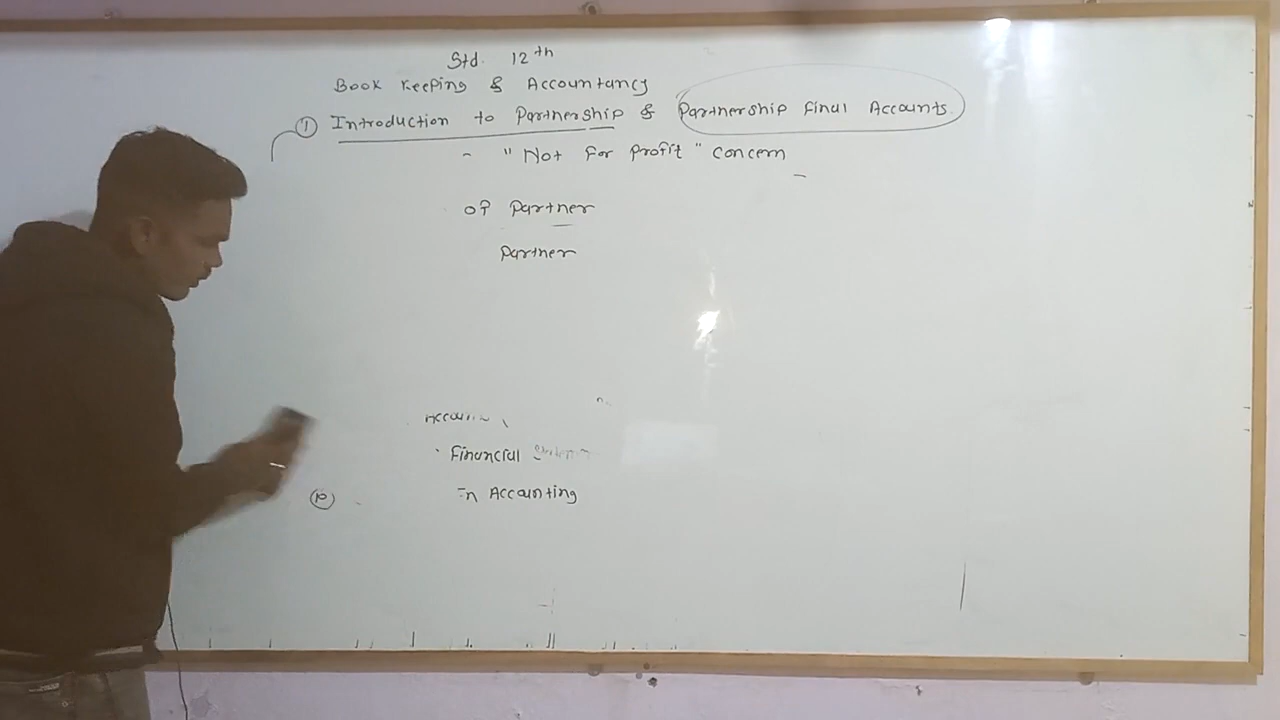 Std. 12th
Book Keeping & Accountancy
① Introduction to Partnership & Partnership Final Accounts
- "Not For Profit" Concern
of Partner
Partner
Financial
⑩ in Accounting